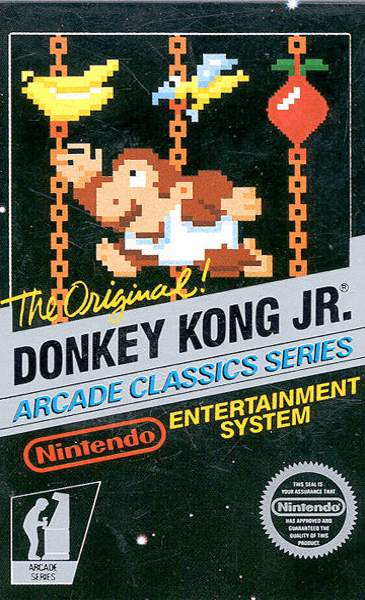 The Original!
DONKEY KONG JR.®
ARCADE CLASSICS SERIES
Nintendo
ENTERTAINMENT
SYSTEM
ARCADE
SERIES
THIS SEAL IS
YOUR ASSURANCE THAT
Nintendo
HAS APPROVED AND
GUARANTEED THE
QUALITY OF THIS
PRODUCT.